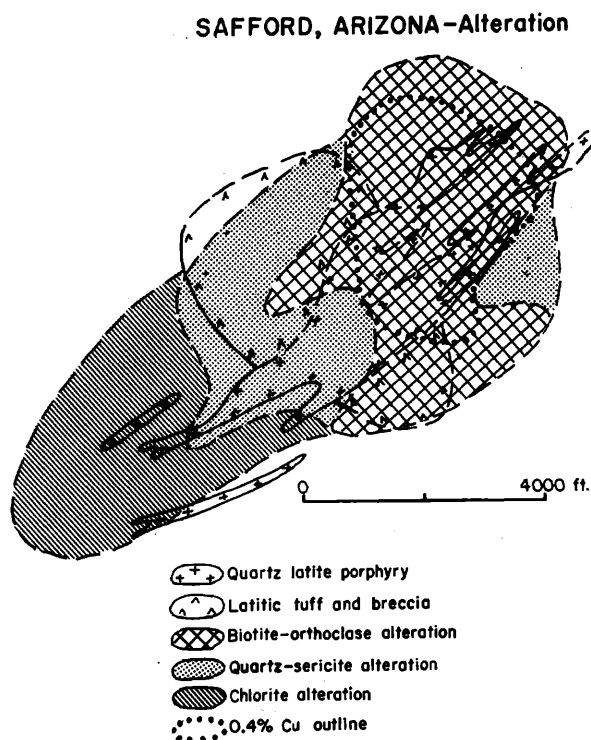 SAFFORD, ARIZONA-Alteration
0 4000 ft.
Quartz latite porphyry
Latitic tuff and breccia
Biotite-orthoclase alteration
Quartz-sericite alteration
Chlorite alteration
0.4% Cu outline